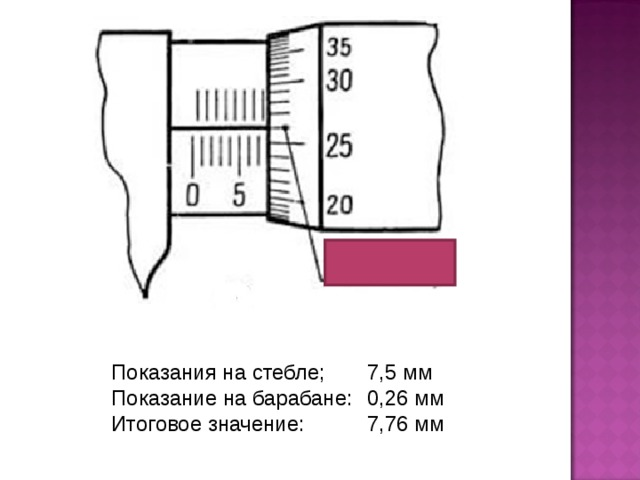 35
30
25
20
0 5
Показания на стебле; 7,5 мм
Показание на барабане: 0,26 мм
Итоговое значение: 7,76 мм